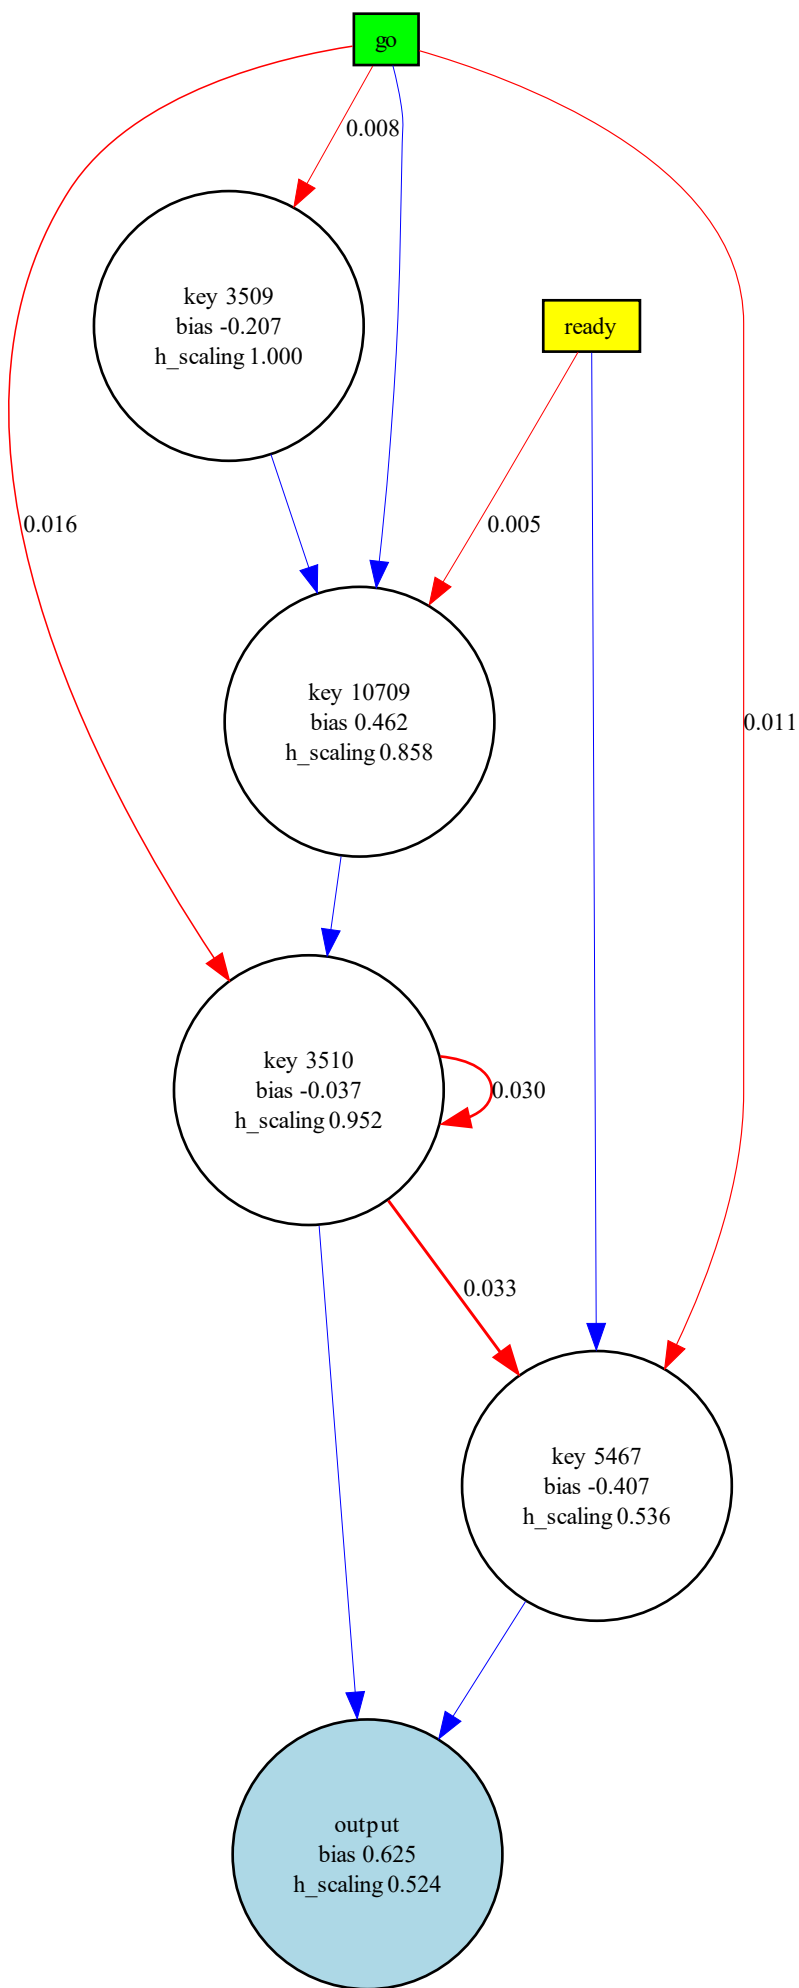 go
0.008
key 3509
bias -0.207
h_scaling 1.000
ready
0.016
0.005
key 10709
bias 0.462
h_scaling 0.858
0.011
key 3510
bias -0.037
h_scaling 0.952
0.030
0.033
key 5467
bias -0.407
h_scaling 0.536
output
bias 0.625
h_scaling 0.524